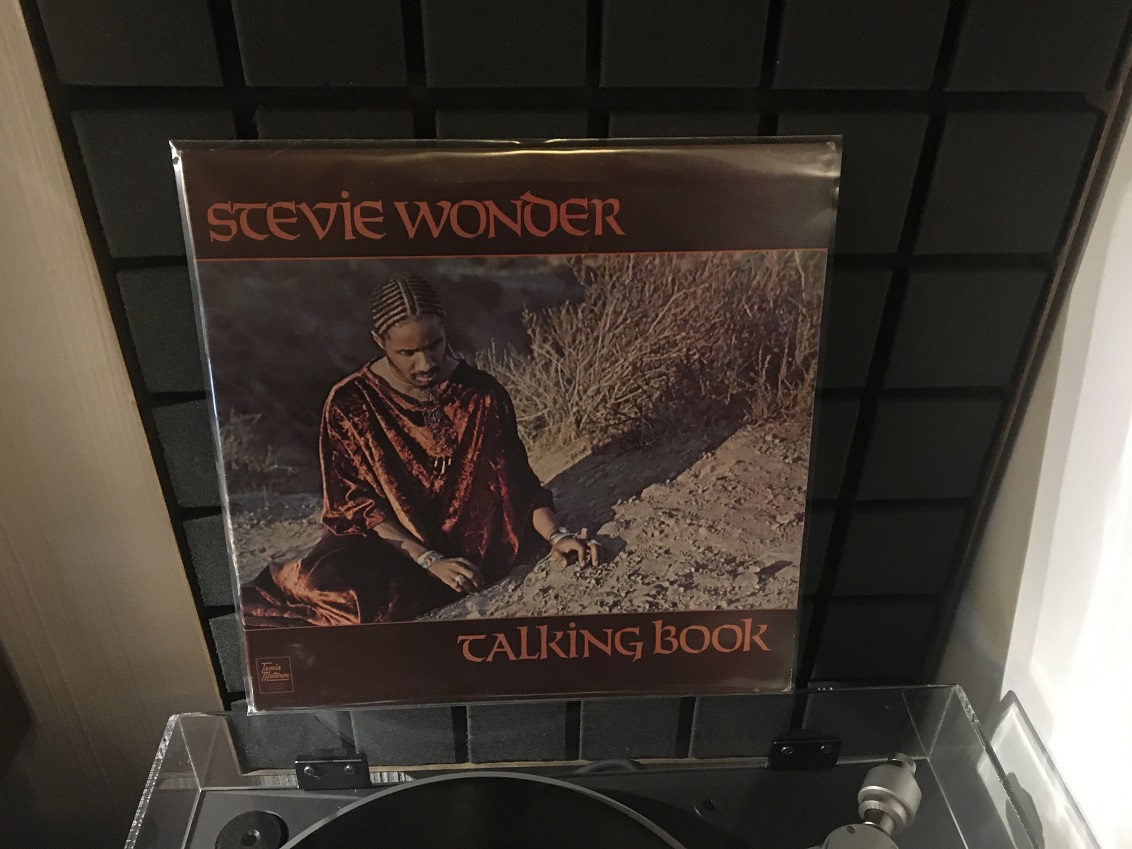 STEVIE WONDER
TALKING BOOK
Tamla
Motown